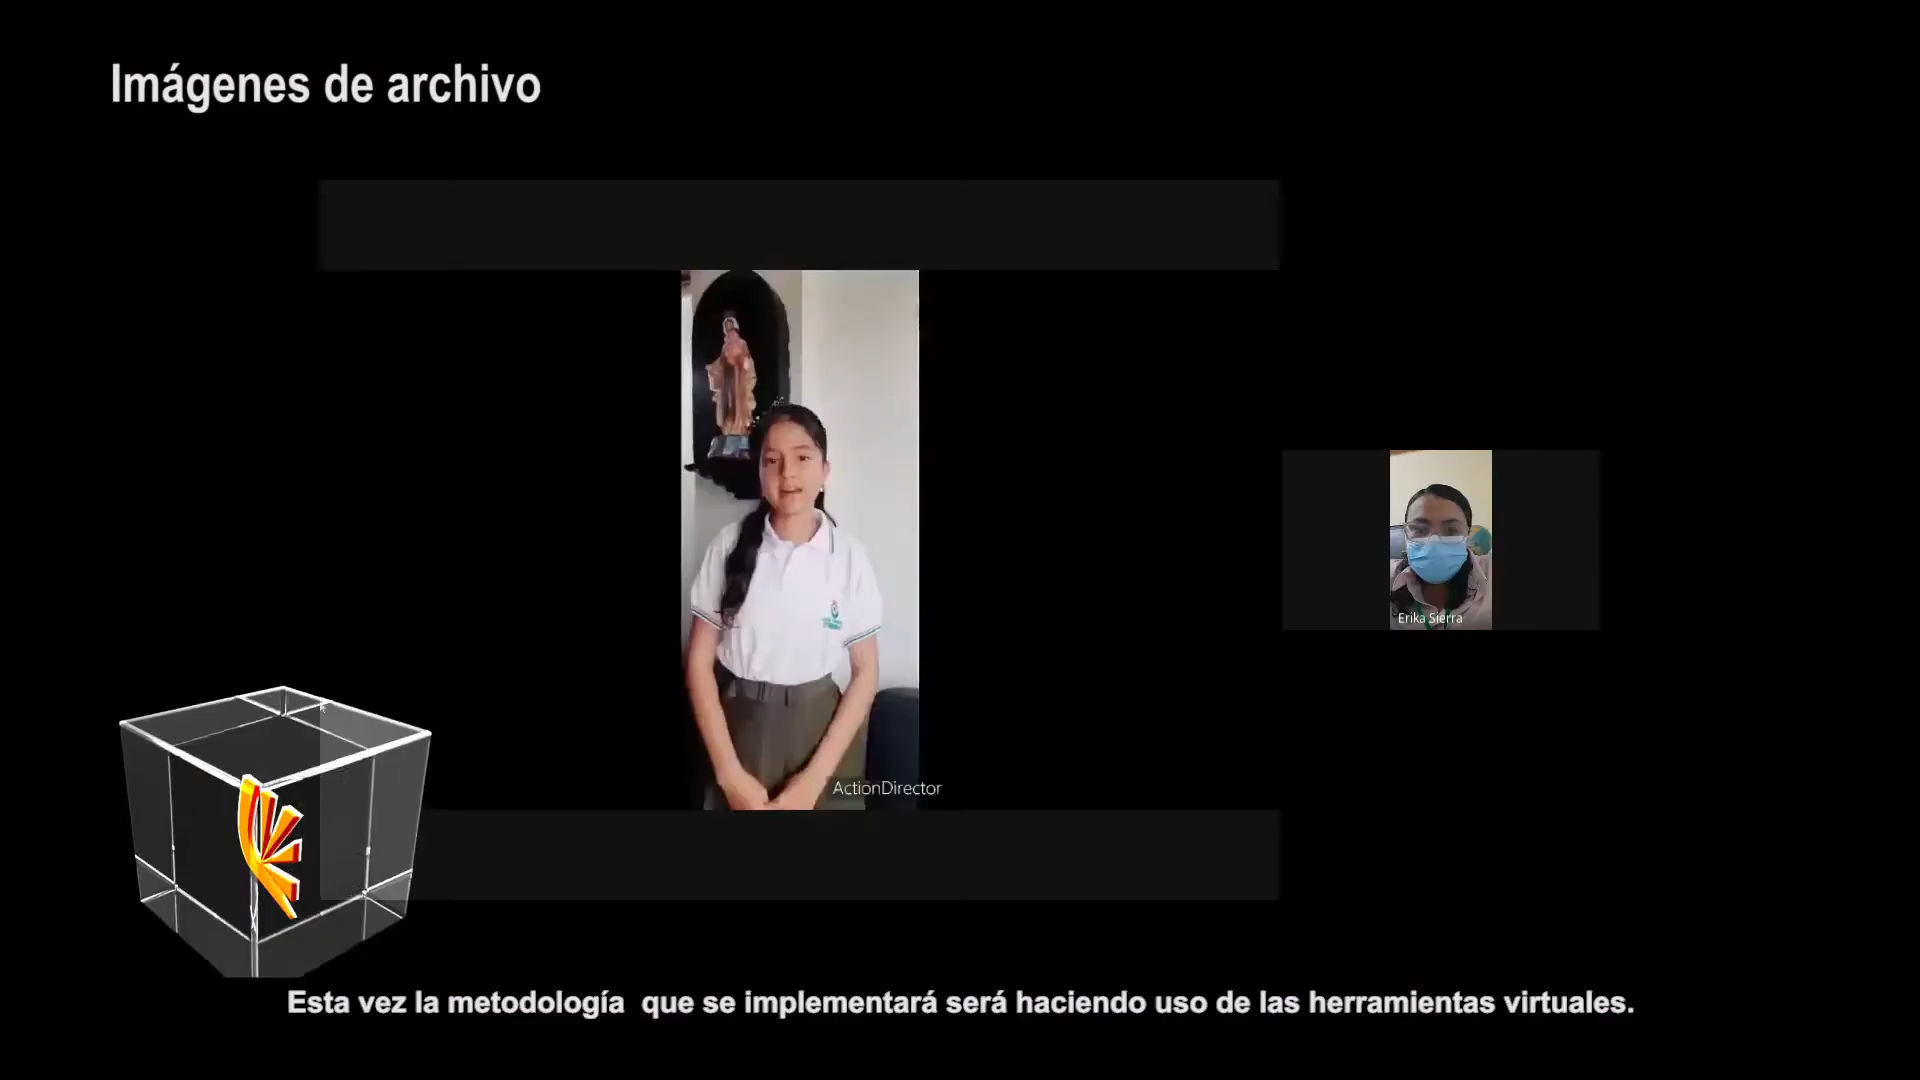 Imágenes de archivo
Erika Sierra
ActionDirector
Esta vez la metodología  que se implementará será haciendo uso de las herramientas virtuales.